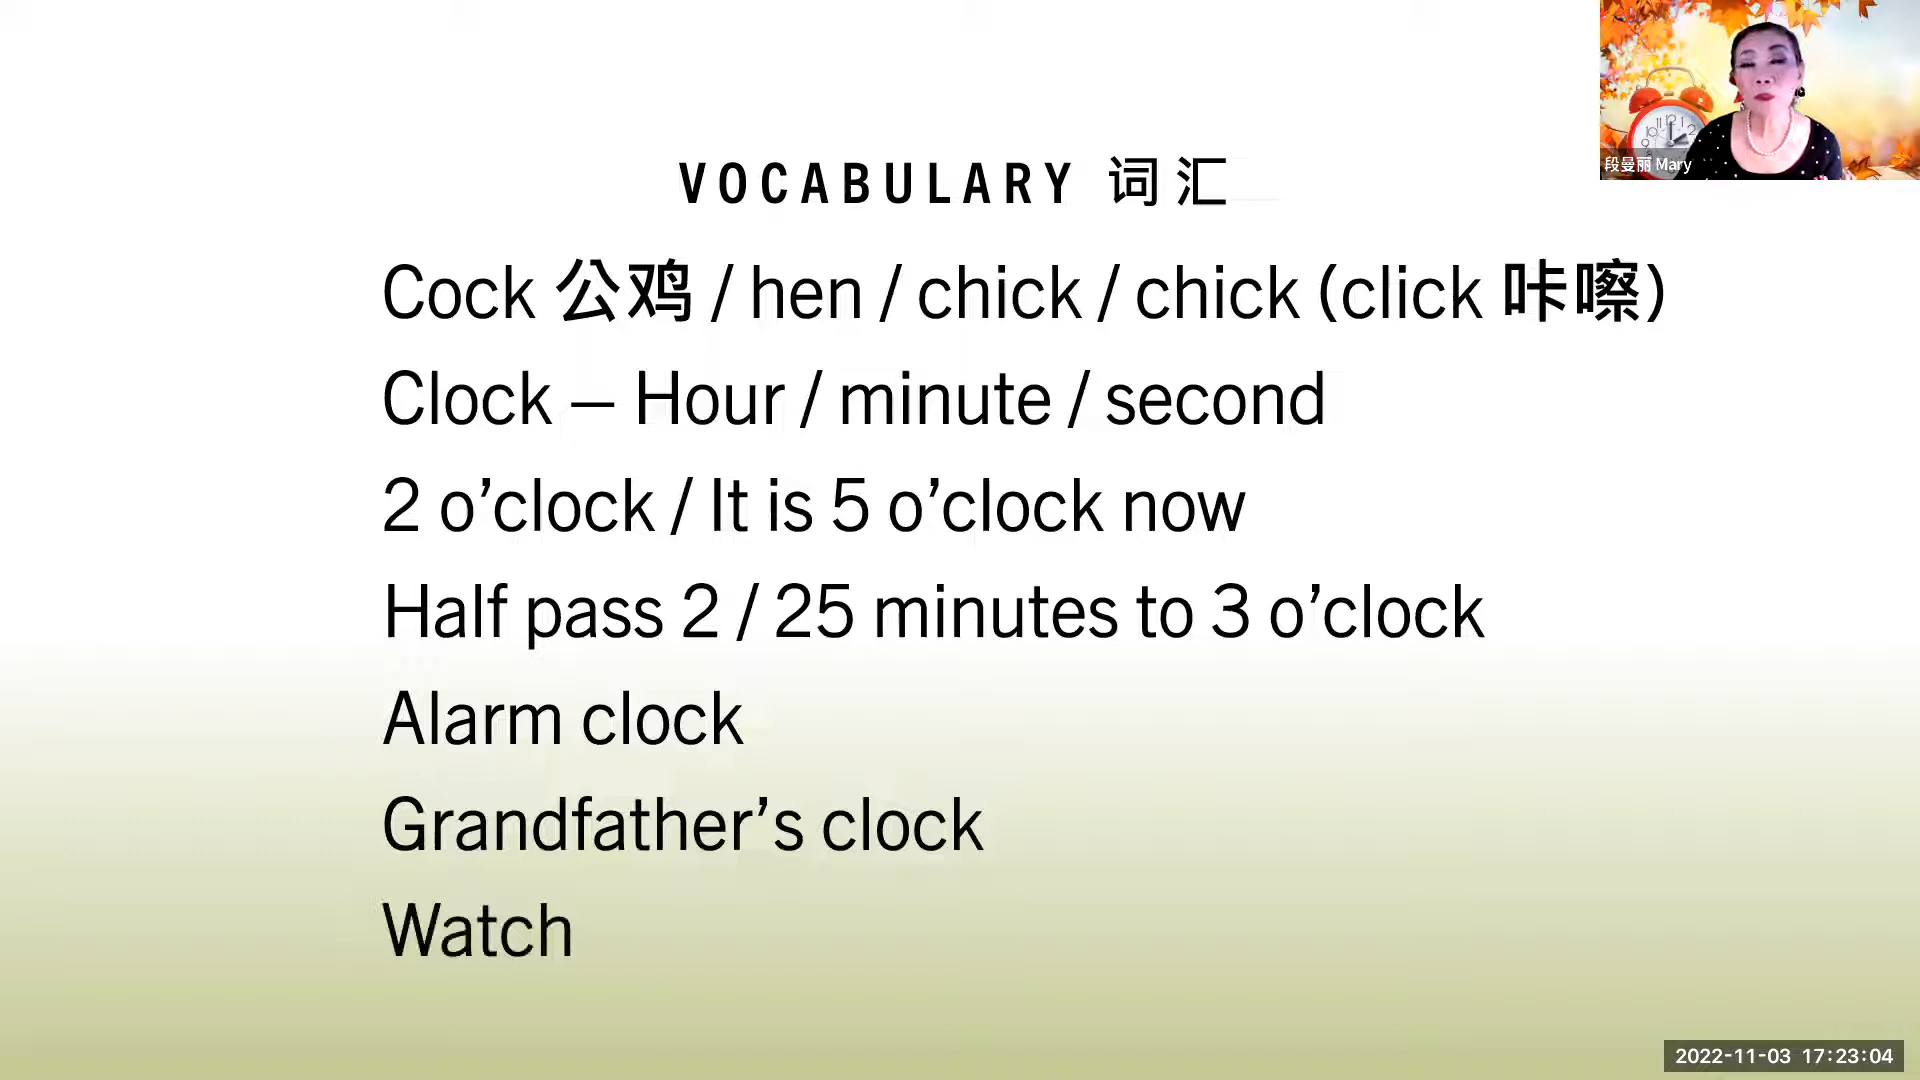 段曼丽 Mary
VOCABULARY 词汇
Cock 公鸡 / hen / chick / chick (click 咔嚓)
Clock – Hour / minute / second
2 o’clock / It is 5 o’clock now
Half pass 2 / 25 minutes to 3 o’clock
Alarm clock
Grandfather’s clock
Watch
2022-11-03 17:23:04